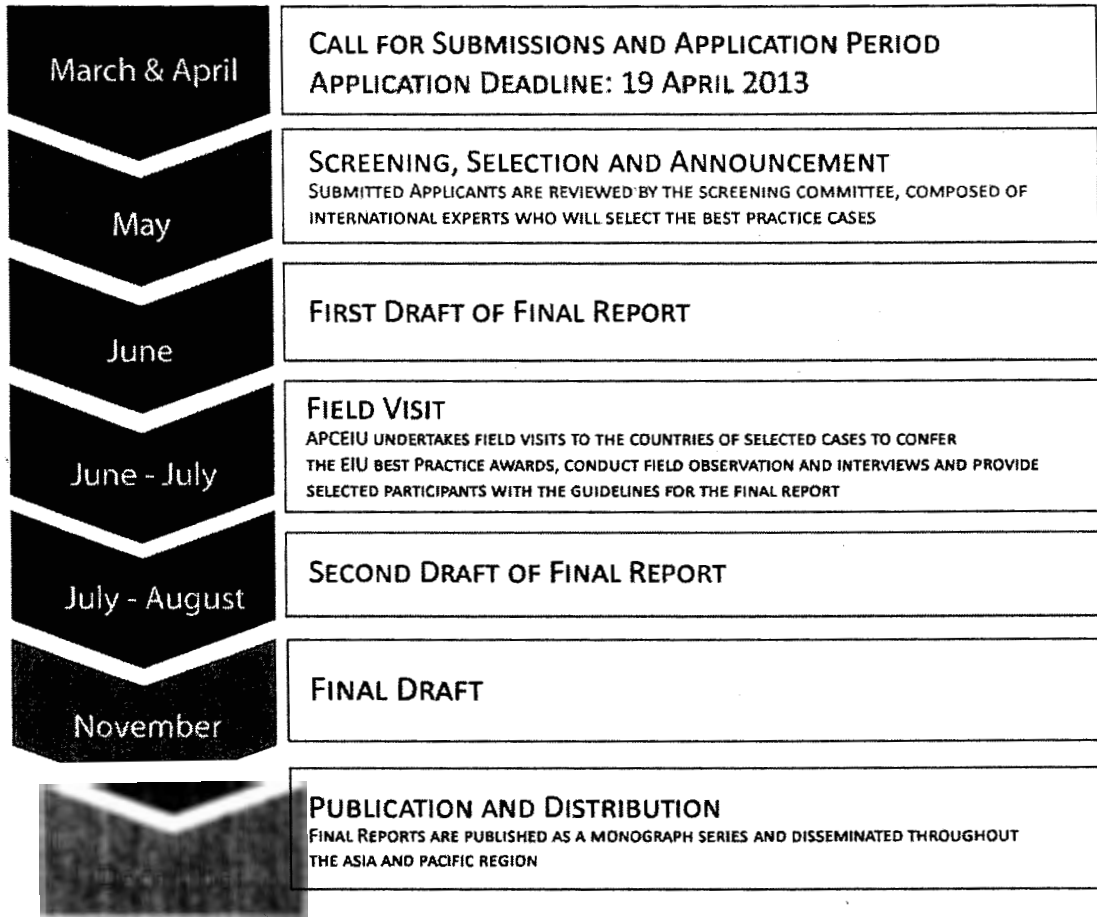 March & April
CALL FOR SUBMISSIONS AND APPLICATION PERIOD
APPLICATION DEADLINE: 19 APRIL 2013
May
SCREENING, SELECTION AND ANNOUNCEMENT
SUBMITTED APPLICANTS ARE REVIEWED BY THE SCREENING COMMITTEE, COMPOSED OF
INTERNATIONAL EXPERTS WHO WILL SELECT THE BEST PRACTICE CASES
June
FIRST DRAFT OF FINAL REPORT
June - July
FIELD VISIT
APCEIU UNDERTAKES FIELD VISITS TO THE COUNTRIES OF SELECTED CASES TO CONFER
THE EIU BEST PRACTICE AWARDS, CONDUCT FIELD OBSERVATION AND INTERVIEWS AND PROVIDE
SELECTED PARTICIPANTS WITH THE GUIDELINES FOR THE FINAL REPORT
July - August
SECOND DRAFT OF FINAL REPORT
November
FINAL DRAFT
PUBLICATION AND DISTRIBUTION
FINAL REPORTS ARE PUBLISHED AS A MONOGRAPH SERIES AND DISSEMINATED THROUGHOUT
THE ASIA AND PACIFIC REGION